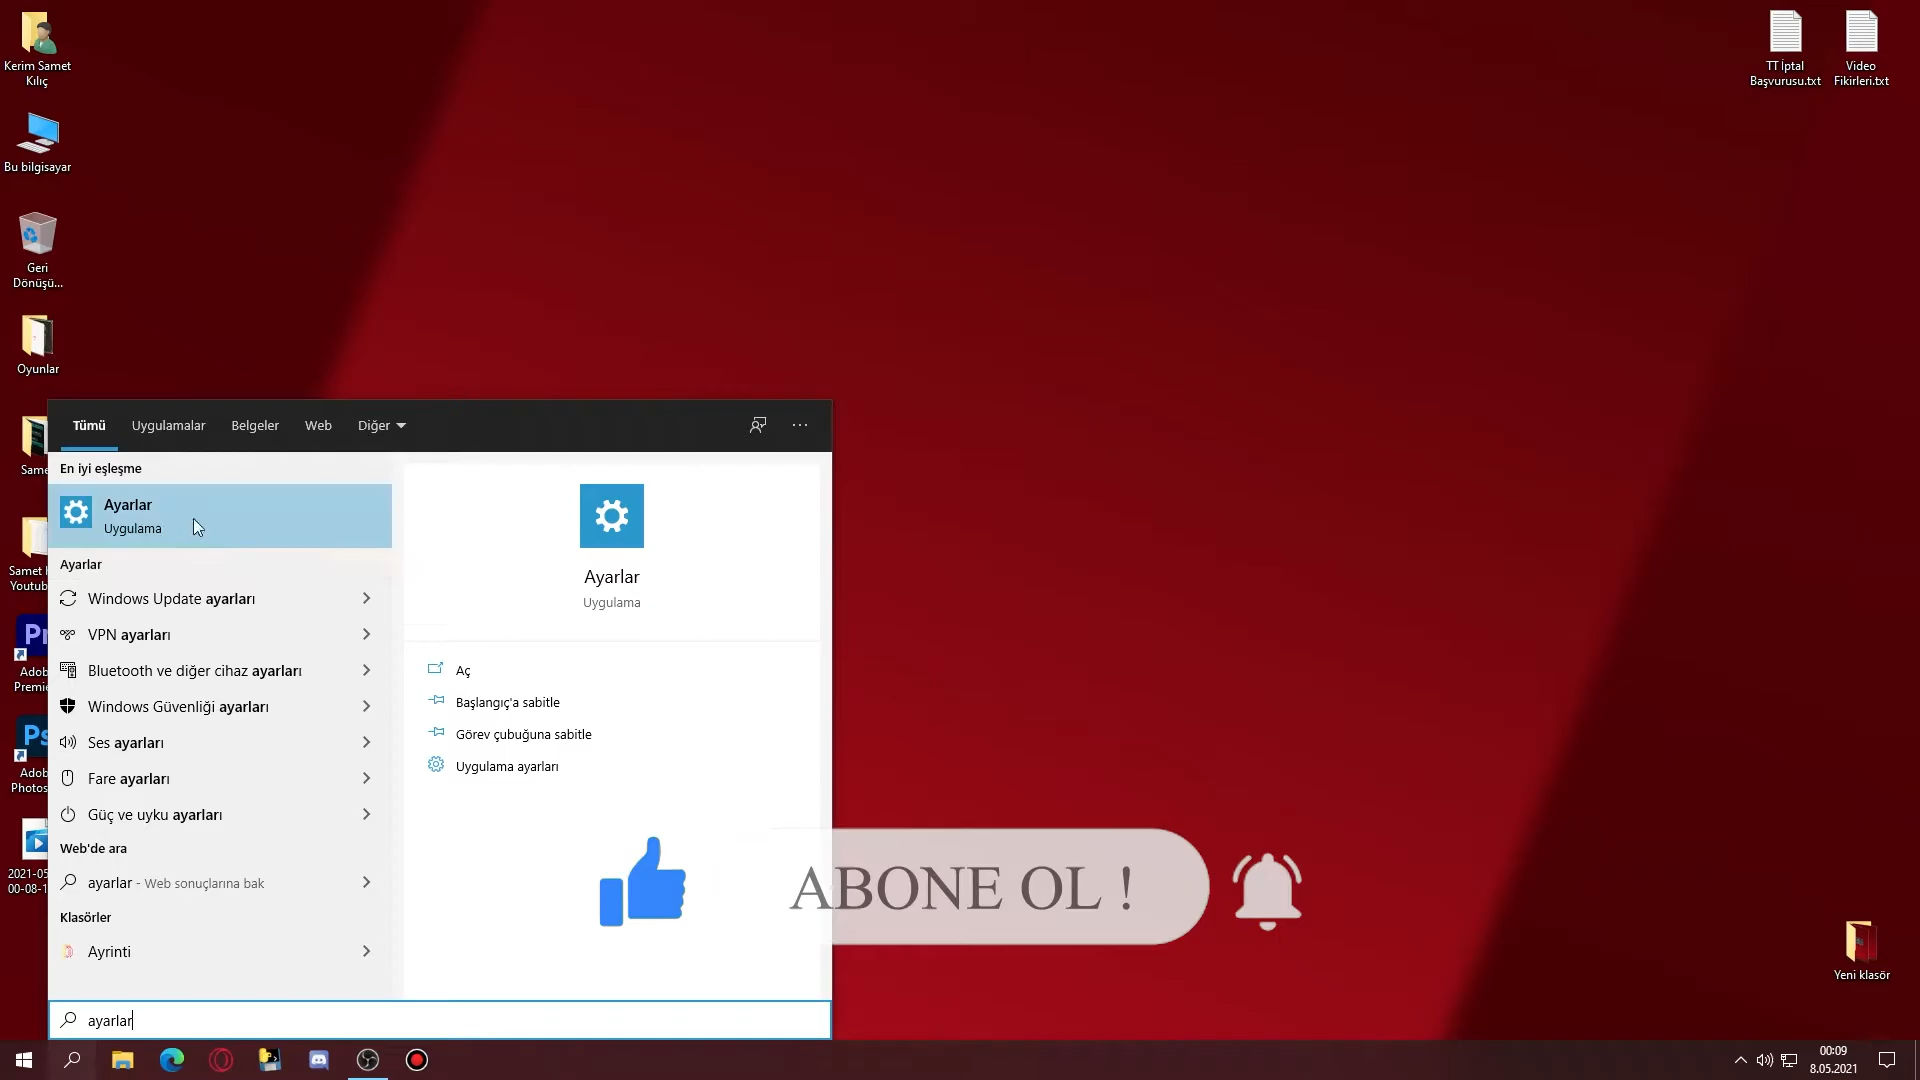 Kerim Samet
Kılıç
Bu bilgisayar
Geri
Dönüşü...
Oyunlar
Same
Samet
Youtub
Pr
Adob
Premie
Ps
Adob
Photos
2021-05
00-08-1
TT İptal
Başvurusu.txt
Video
Fikirleri.txt
Tümü
Uygulamalar
Belgeler
Web
Diğer
En iyi eşleşme
Ayarlar
Uygulama
Ayarlar
Windows Update ayarları
VPN ayarları
Bluetooth ve diğer cihaz ayarları
Windows Güvenliği ayarları
Ses ayarları
Fare ayarları
Güç ve uyku ayarları
Web'de ara
ayarlar - Web sonuçlarına bak
Klasörler
Ayrinti
Ayarlar
Uygulama
Aç
Başlangıç'a sabitle
Görev çubuğuna sabitle
Uygulama ayarları
ABONE OL !
Yeni klasör
ayarlar
00:09
8.05.2021